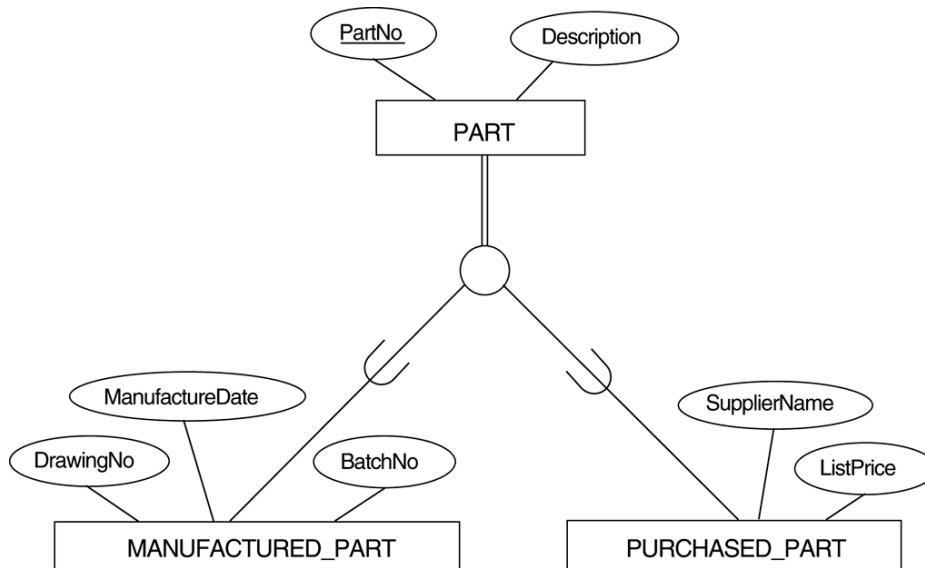 PartNo
Description
PART
ManufactureDate
SupplierName
DrawingNo
BatchNo
ListPrice
MANUFACTURED_PART
PURCHASED_PART